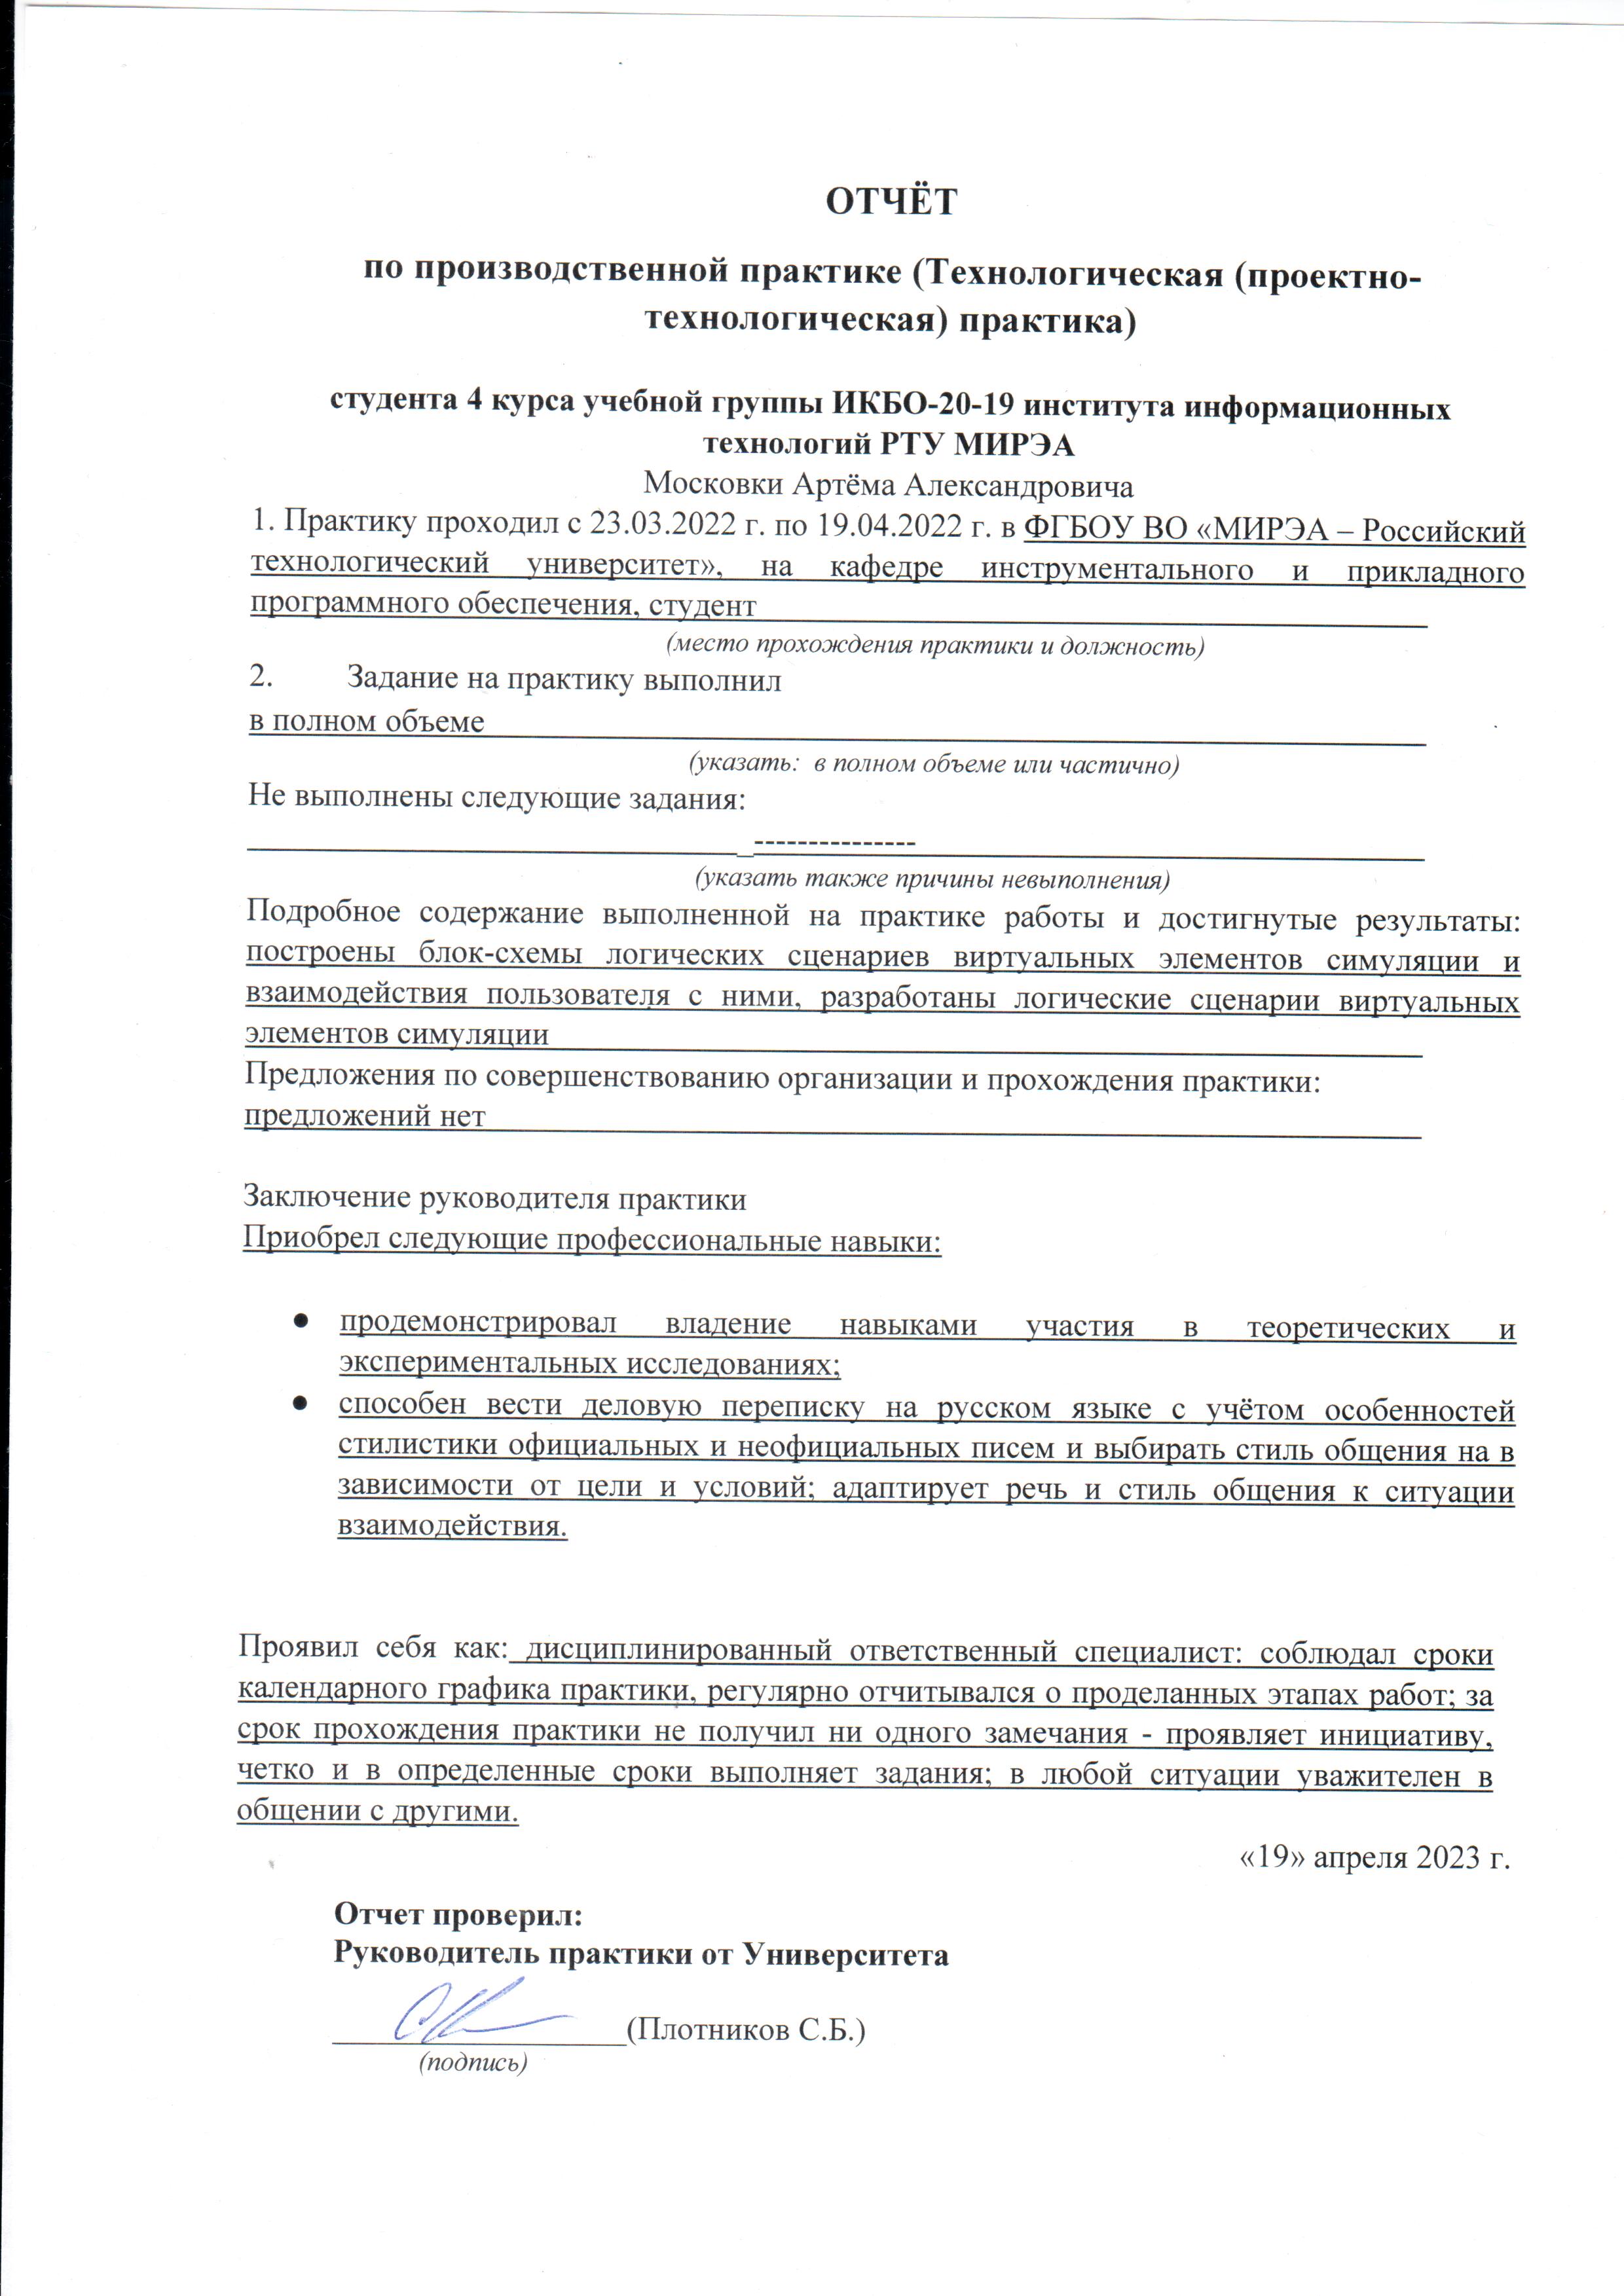 ОТЧЁТ
по производственной практике (Технологическая (проектно-
технологическая) практика)
студента 4 курса учебной группы ИКБО-20-19 института информационных
технологий РТУ МИРЭА
Московки Артёма Александровича
1. Практику проходил с 23.03.2022 г. по 19.04.2022 г. в ФГБОУ ВО «МИРЭА – Российский
технологический университет», на кафедре инструментального и прикладного
программного обеспечения, студент
(место прохождения практики и должность)
2. Задание на практику выполнил
в полном объеме
(указать: в полном объеме или частично)
Не выполнены следующие задания:
---------------
(указать также причины невыполнения)
Подробное содержание выполненной на практике работы и достигнутые результаты:
построены блок-схемы логических сценариев виртуальных элементов симуляции и
взаимодействия пользователя с ними, разработаны логические сценарии виртуальных
элементов симуляции
Предложения по совершенствованию организации и прохождения практики:
предложений нет
Заключение руководителя практики
Приобрел следующие профессиональные навыки:
● продемонстрировал владение навыками участия в теоретических и
экспериментальных исследованиях;
● способен вести деловую переписку на русском языке с учётом особенностей
стилистики официальных и неофициальных писем и выбирать стиль общения на в
зависимости от цели и условий; адаптирует речь и стиль общения к ситуации
взаимодействия.
Проявил себя как: дисциплинированный ответственный специалист: соблюдал сроки
календарного графика практики, регулярно отчитывался о проделанных этапах работ; за
срок прохождения практики не получил ни одного замечания - проявляет инициативу,
четко и в определенные сроки выполняет задания; в любой ситуации уважителен в
общении с другими.
«19» апреля 2023 г.
Отчет проверил:
Руководитель практики от Университета
(Плотников С.Б.)
(подпись)